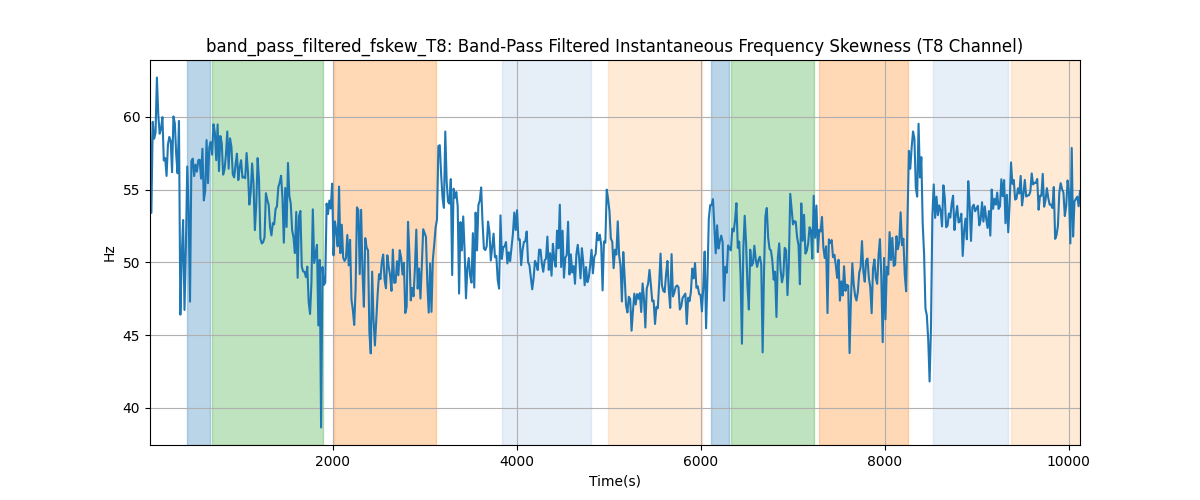 band_pass_filtered_fskew_T8: Band-Pass Filtered Instantaneous Frequency Skewness (T8 Channel)
60
55
50
45
40
Hz
2000 4000 6000 8000 10000
Time(s)